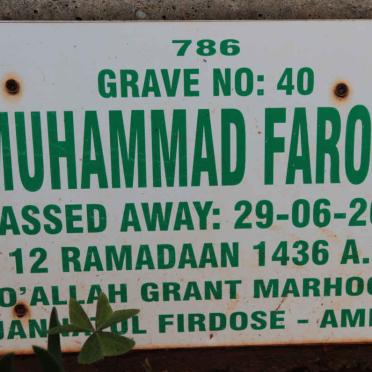 786
GRAVE NO: 40
MUHAMMAD FARO
ASSED AWAY: 29-06-20
12 RAMADAAN 1436 A.
O'ALLAH GRANT MARHOO
FIRDOSE - AM